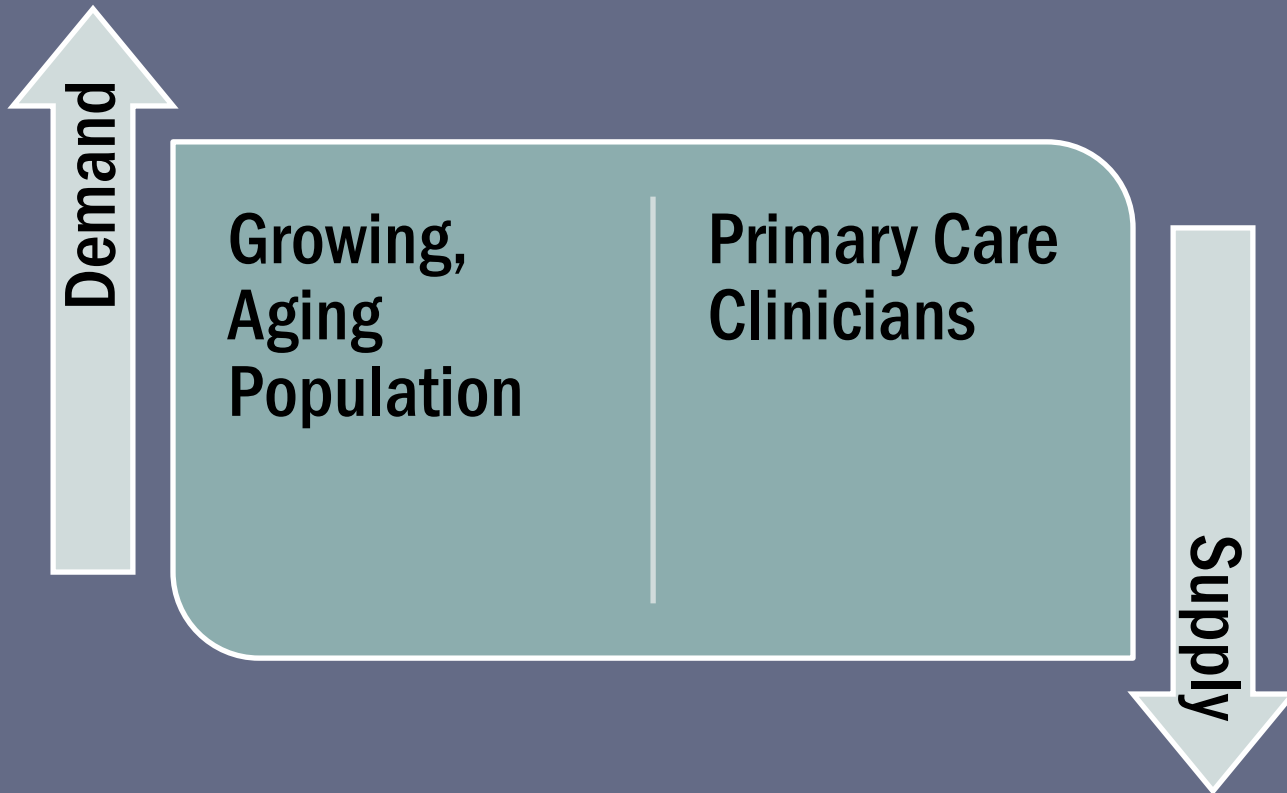 Demand
Growing,
Aging
Population
Primary Care
Clinicians
Supply